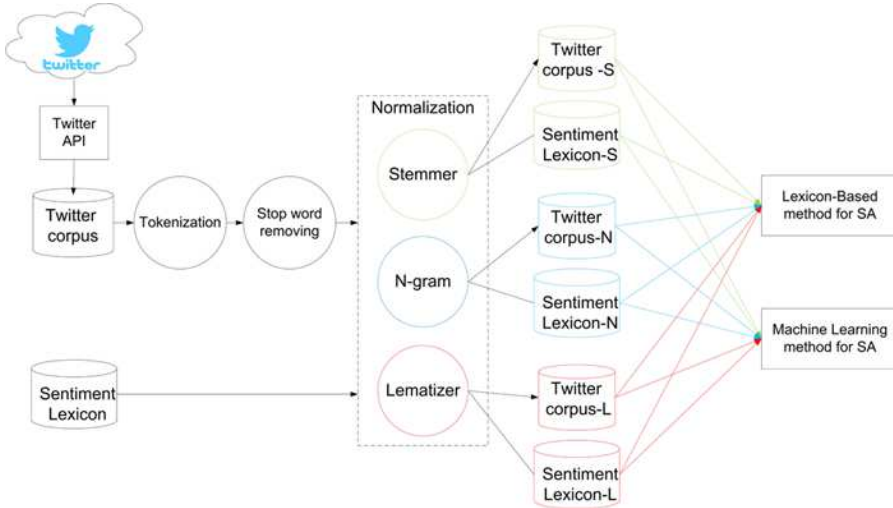 twitter
Twitter
API
Twitter
corpus
Tokenization
Stop word
removing
Sentiment
Lexicon
Normalization
Stemmer
N-gram
Lematizer
Twitter
corpus -S
Sentiment
Lexicon-S
Twitter
corpus-N
Sentiment
Lexicon-N
Twitter
corpus-L
Sentiment
Lexicon-L
Lexicon-Based
method for SA
Machine Learning
method for SA